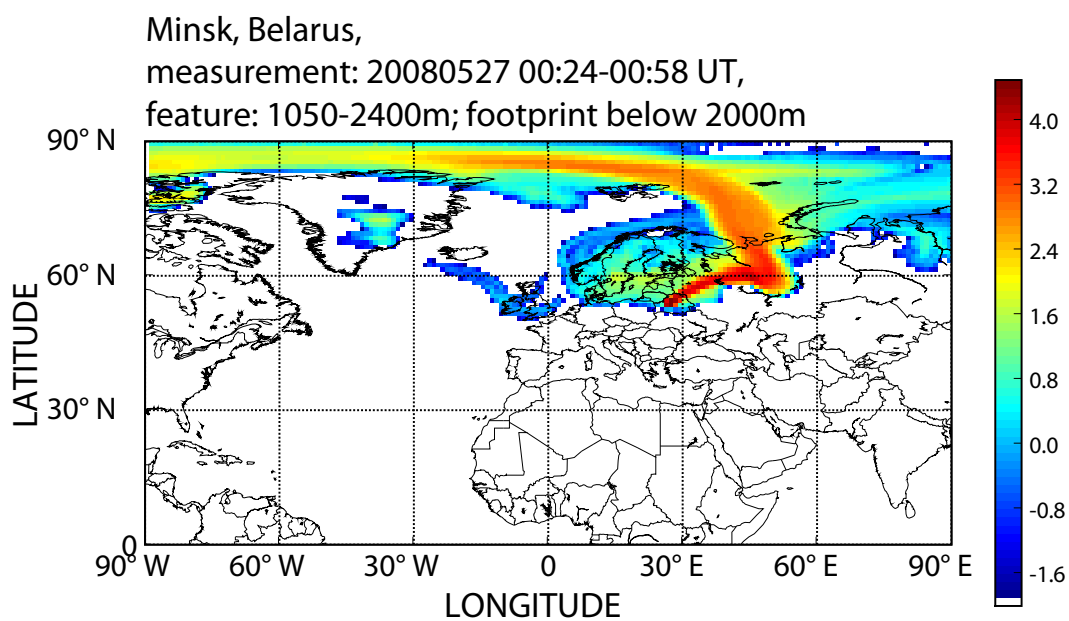 Minsk, Belarus,
measurement: 20080527 00:24-00:58 UT,
feature: 1050-2400m; footprint below 2000m
90° N
60° N
30° N
0
LATITUDE
90° W
60° W
30° W
0
30° E
60° E
90° E
LONGITUDE
4.0
3.2
2.4
1.6
0.8
0.0
-0.8
-1.6